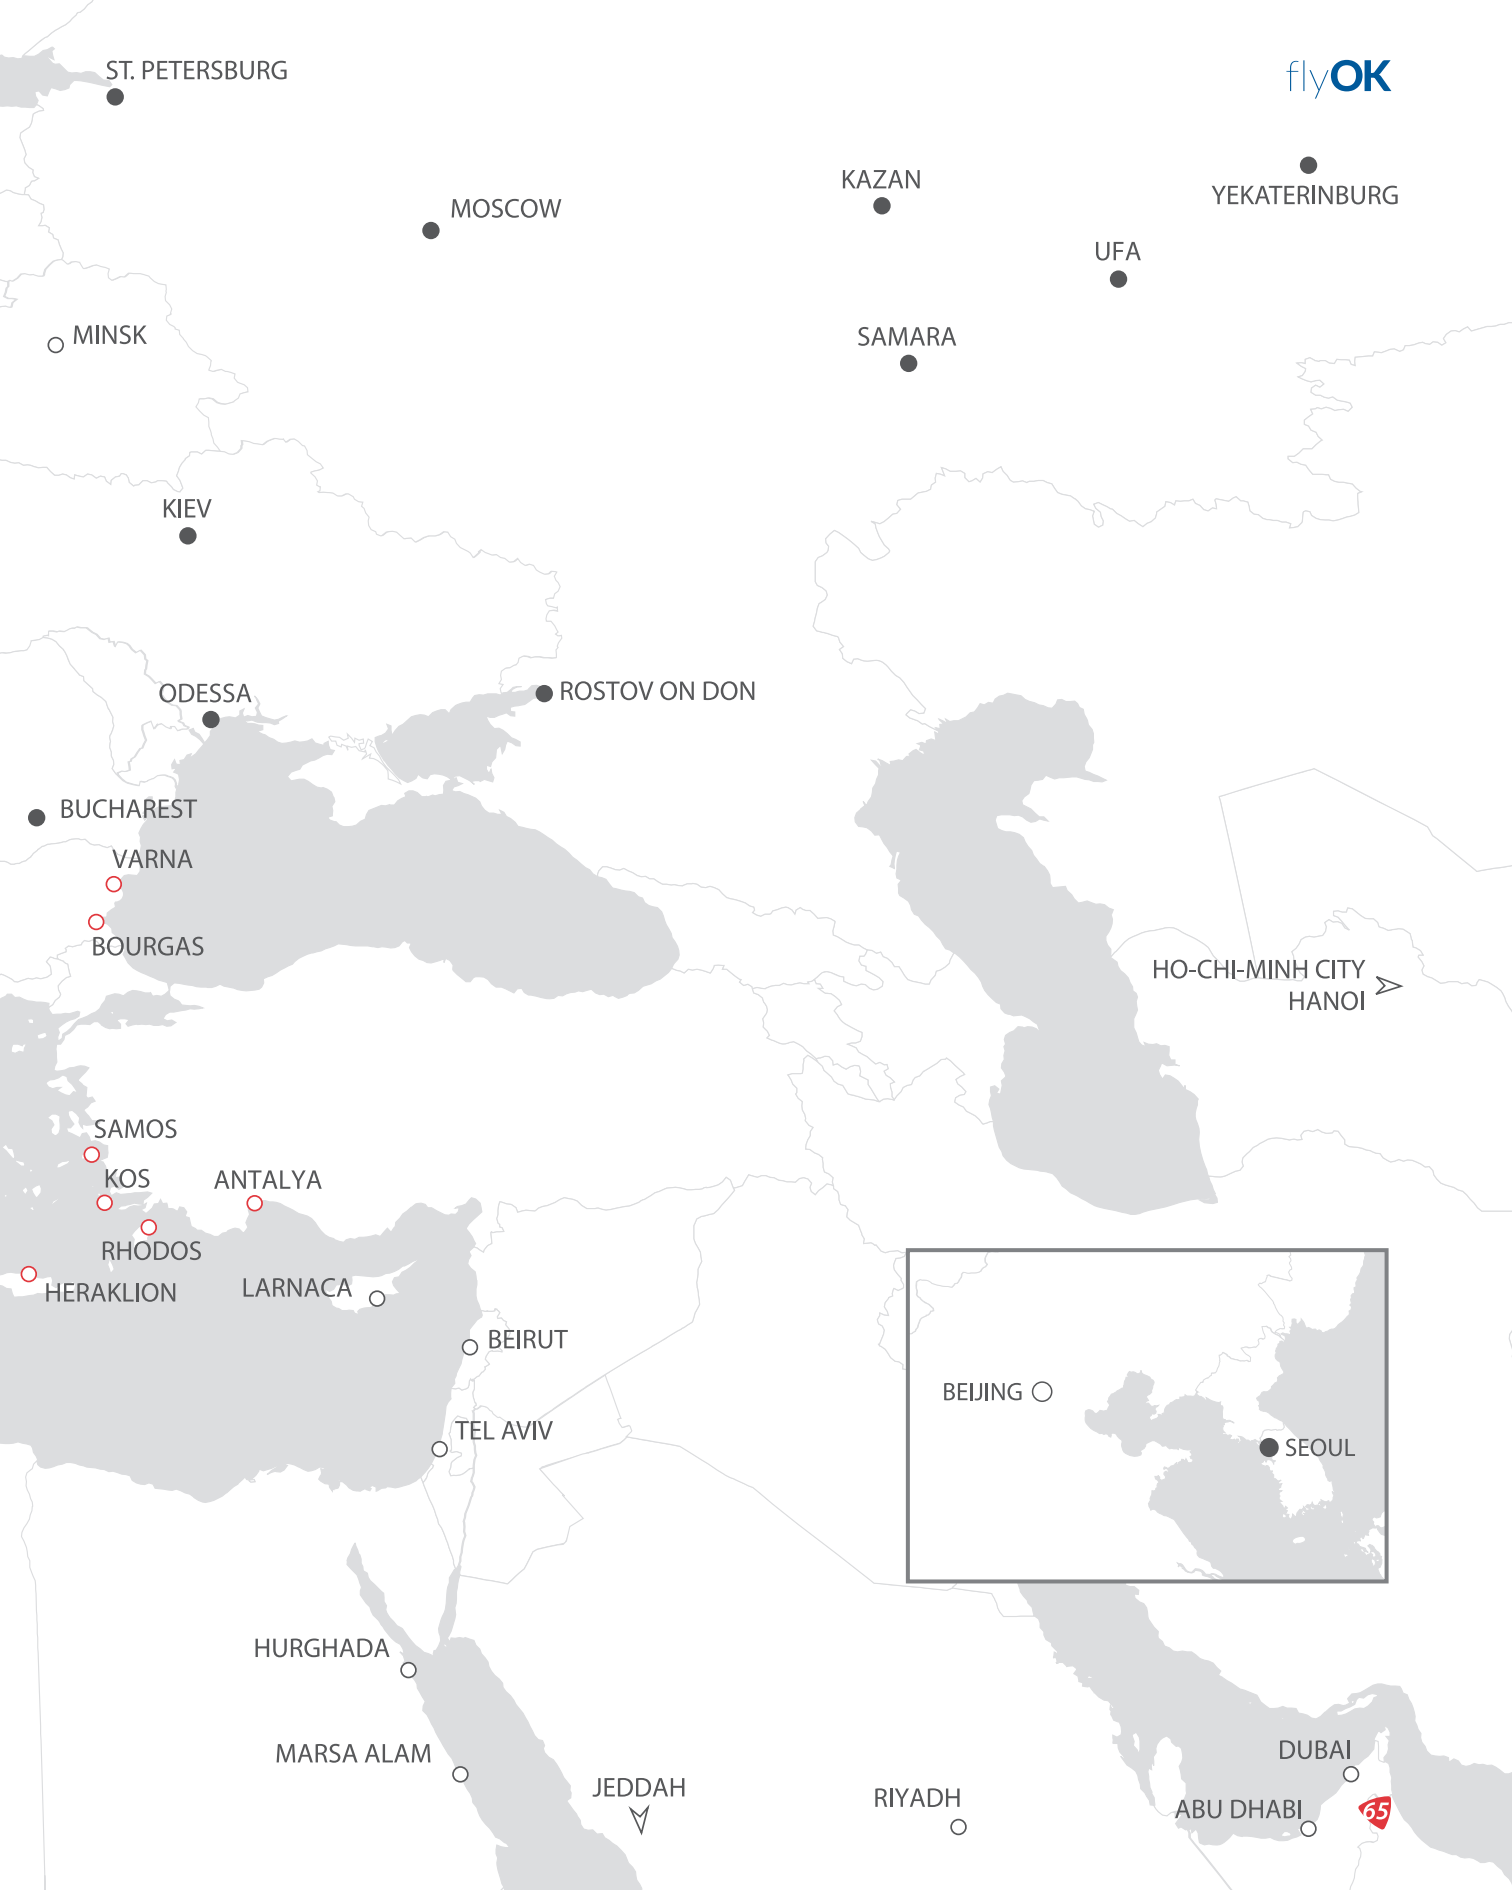 ST. PETERSBURG
flyOK
KAZAN
YEKATERINBURG
MOSCOW
UFA
MINSK
SAMARA
KIEV
ODESSA
ROSTOV ON DON
BUCHAREST
VARNA
BOURGAS
HO-CHI-MINH CITY
HANOI
SAMOS
KOS
ANTALYA
RHODOS
HERAKLION
LARNACA
BEIRUT
BEIJING
TEL AVIV
SEOUL
HURGHADA
MARSA ALAM
DUBAI
JEDDAH
RIYADH
ABU DHABI
65